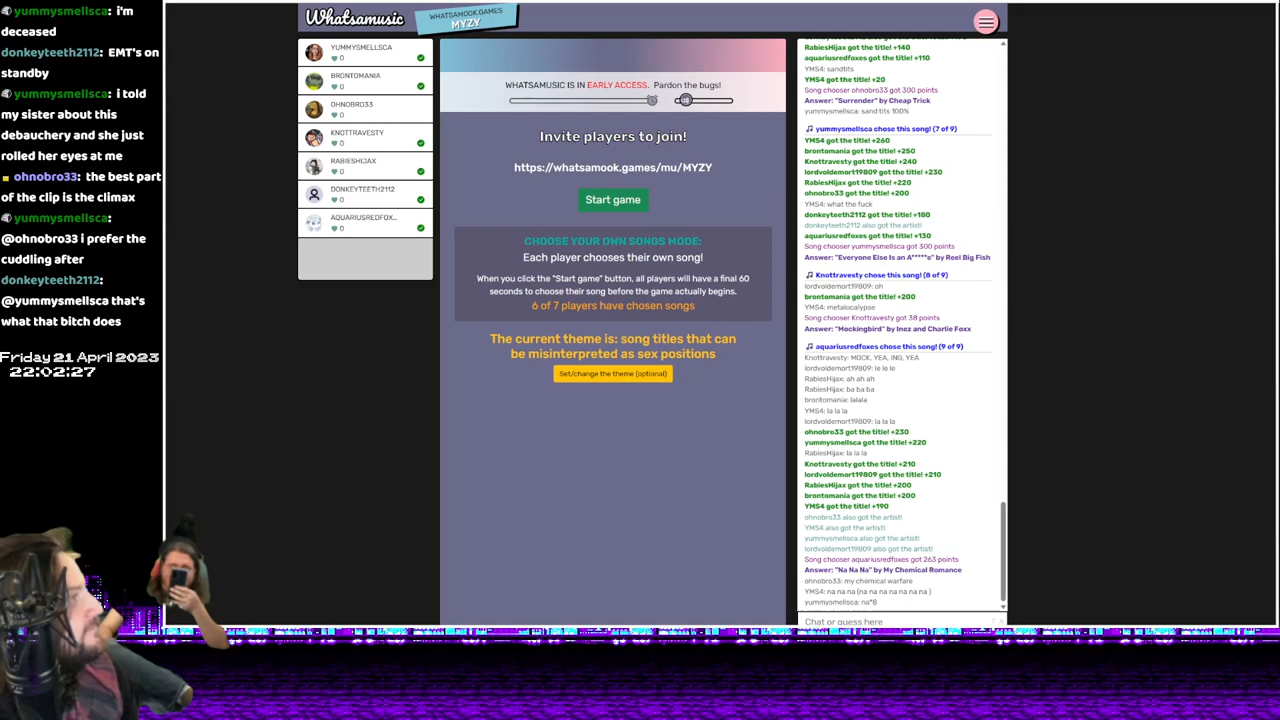 yummysmellsca: i'm
deceased
donkeyteeth2112: Erh's on
standby
yummysmellsca: i told
morny about the
debauchery and she just
rolled her eyes at us
ohnobro33: the best part
of the clip is the end
yummysmellsca:
ohnobro33 i need
cuddling after
donkeyteeth2112:
@yummysmellsca that's
just the tism shining
through
Friday 21 April 2023
22:02:27
Whatsamusic
WHATSAMOOK.GAMES
MYZY
YUMMYSMELLSCA
0
BRONTOMANIA
0
OHNOBRO33
0
KNOTTRAVESTY
0
RABIESHIJAX
0
DONKEYTEETH2112
0
AQUARIUSREDFOX...
0
WHATSAMUSIC IS IN EARLY ACCESS. Pardon the bugs!
Invite players to join!
https://whatsamook.games/mu/MYZY
Start game
CHOOSE YOUR OWN SONGS MODE:
Each player chooses their own song!
When you click the "Start game" button, all players will have a final 60
seconds to choose their song before the game actually begins.
6 of 7 players have chosen songs
The current theme is: song titles that can
be misinterpreted as sex positions
Set/change the theme (optional)
RabiesHijax got the title! +140
aquariusredfoxes got the title! +110
YMS4: sandtits
YMS4 got the title! +20
Song chooser ohnobro33 got 300 points
Answer: "Surrender" by Cheap Trick
yummysmellsca: sand tits 100%
yummysmellsca chose this song! (7 of 9)
YMS4 got the title! +260
brontomania got the title! +250
Knottravesty got the title! +240
lordvoldemort19809 got the title! +230
RabiesHijax got the title! +220
ohnobro33 got the title! +200
YMS4: what the fuck
donkeyteeth2112 got the title! +180
donkeyteeth2112 also got the artist!
aquariusredfoxes got the title! +130
Song chooser yummysmellsca got 300 points
Answer: "Everyone Else Is an A*****e" by Reel Big Fish
Knottravesty chose this song! (8 of 9)
lordvoldemort19809: oh
brontomania got the title! +200
YMS4: metalocalypse
Song chooser Knottravesty got 38 points
Answer: "Mockingbird" by Inez and Charlie Foxx
aquariusredfoxes chose this song! (9 of 9)
Knottravesty: MOCK, YEA, ING, YEA
lordvoldemort19809: le le le
RabiesHijax: ah ah ah
RabiesHijax: ba ba ba
brontomania: lalala
YMS4: la la la
lordvoldemort19809: la la la
ohnobro33 got the title! +230
yummysmellsca got the title! +220
RabiesHijax: la la la
Knottravesty got the title! +210
lordvoldemort19809 got the title! +210
RabiesHijax got the title! +200
brontomania got the title! +200
YMS4 got the title! +190
ohnobro33 also got the artist!
YMS4 also got the artist!
yummysmellsca also got the artist!
lordvoldemort19809 also got the artist!
Song chooser aquariusredfoxes got 263 points
Answer: "Na Na Na" by My Chemical Romance
ohnobro33: my chemical warfare
YMS4: na na na (na na na na na na na )
yummysmellsca: na*8
Chat or guess here